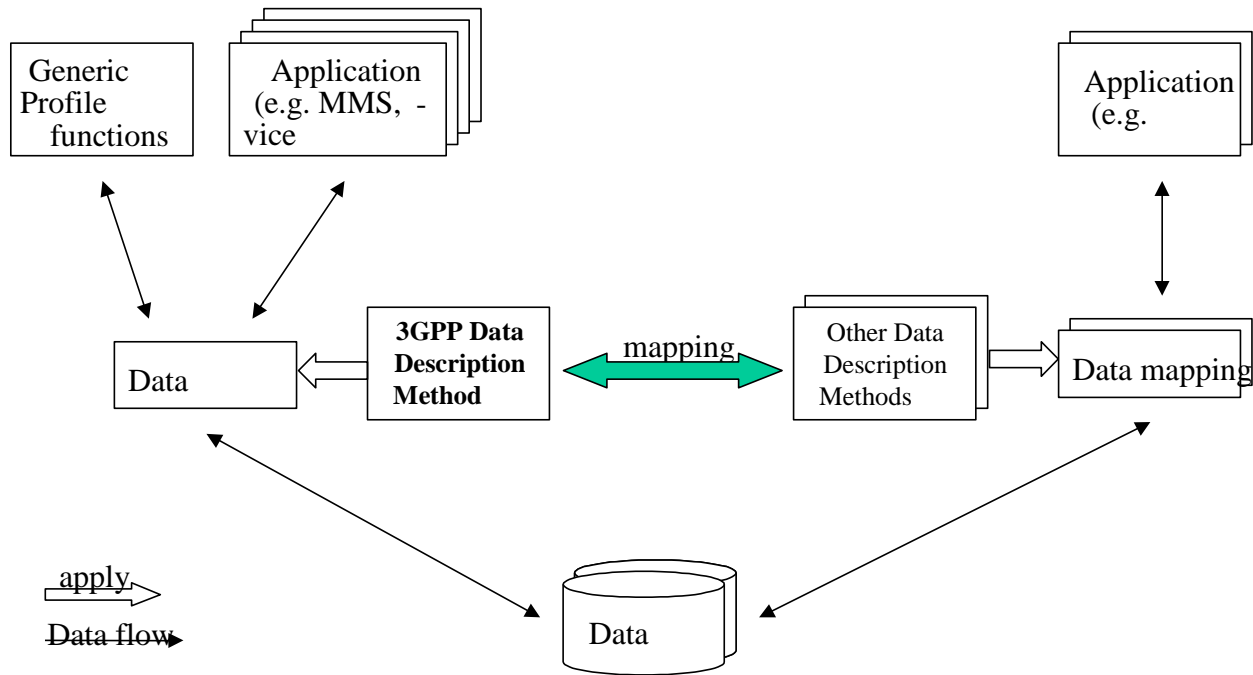 Generic
Profile
functions
Application
(e.g. MMS, -
vice
Application
(e.g.
Data
3GPP Data
Description
Method
mapping
Other Data
Description
Methods
Data mapping
apply
Data flow
Data